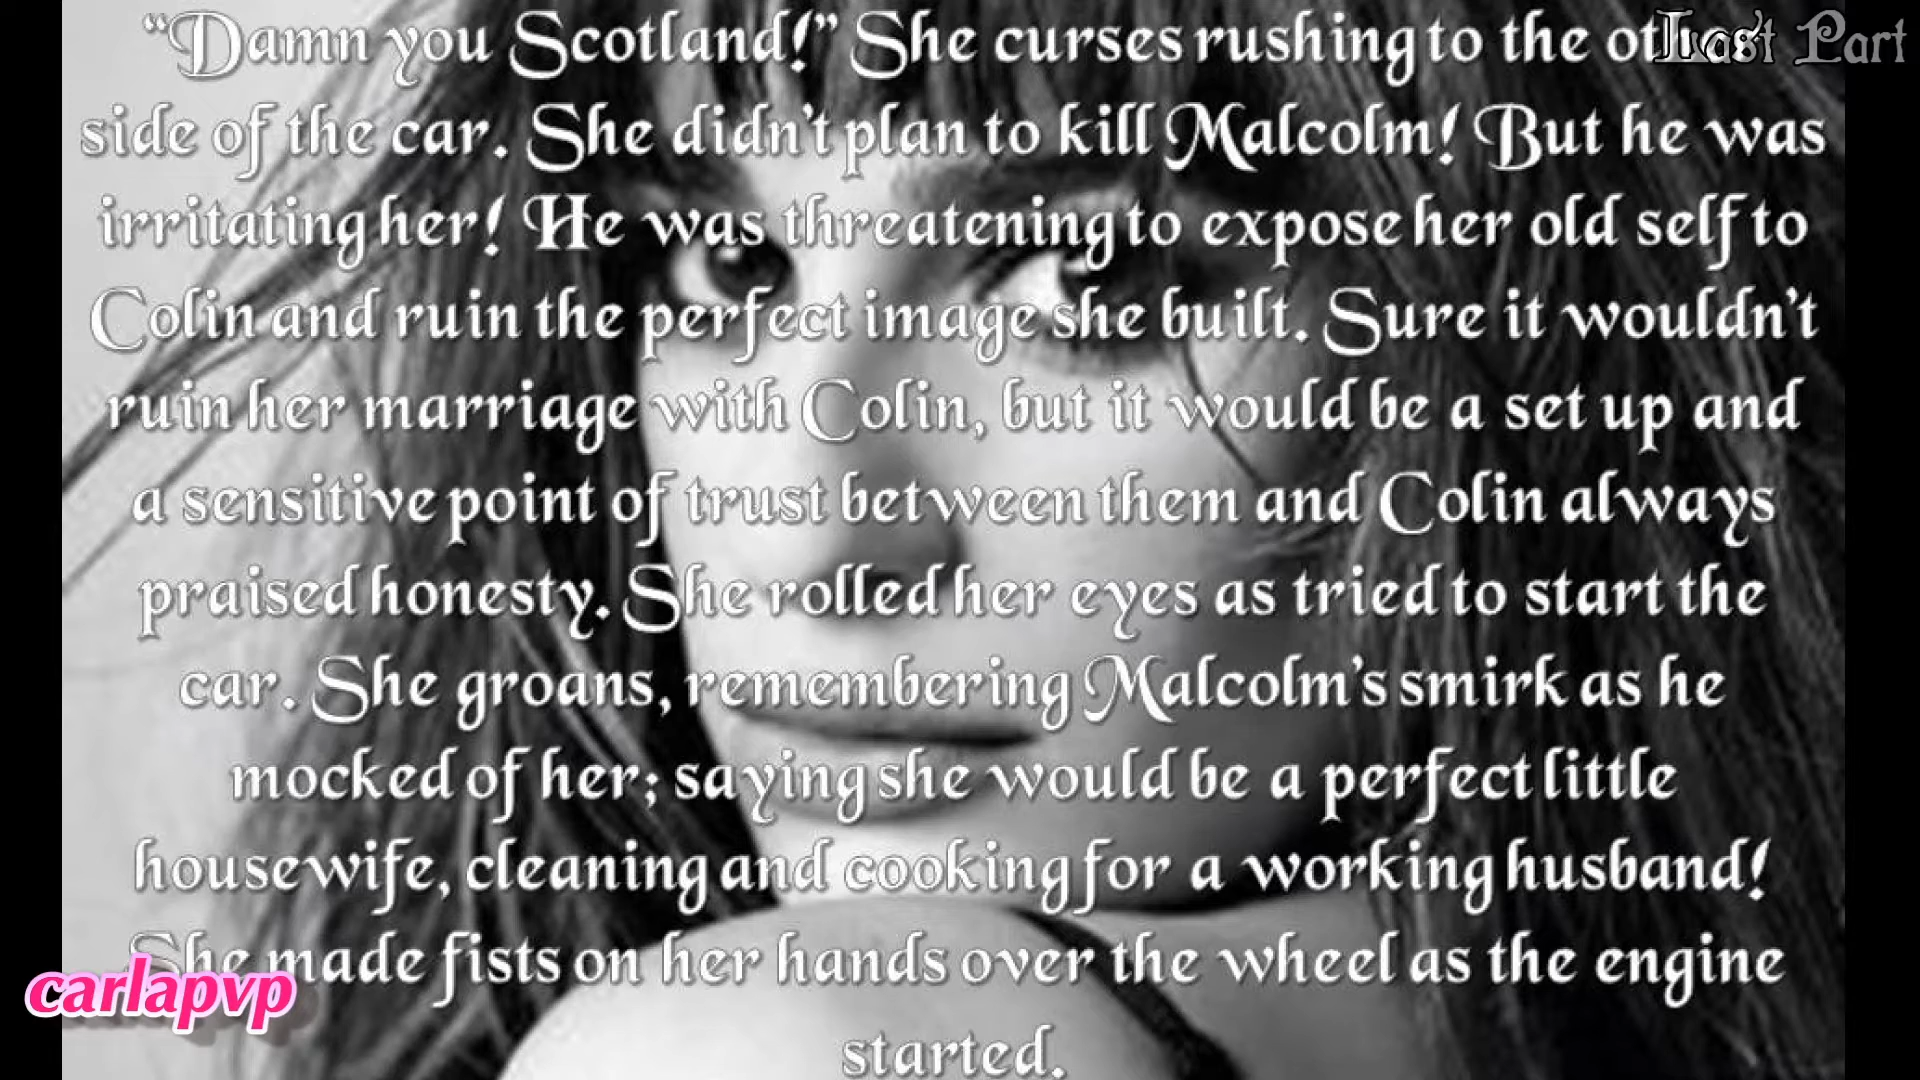 “Damn you Scotland!” She curses rushing to the other
Last Part
side of the car. She didn't plan to kill Malcolm! But he was
irritating her! He was threatening to expose her old self to
Colin and ruin the perfect image she built. Sure it wouldn't
ruin her marriage with Colin, but it would be a set up and
a sensitive point of trust between them and Colin always
praised honesty. She rolled her eyes as tried to start the
car. She groans, remembering Malcolm's smirk as he
mocked of her; saying she would be a perfect little
housewife, cleaning and cooking for a working husband!
She made fists on her hands over the wheel as the engine
carlapvp
started.